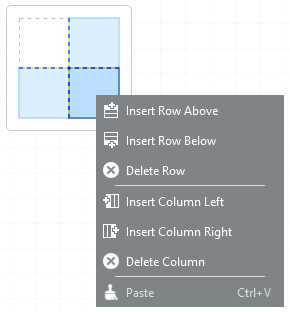 Insert Row Above
Insert Row Below
Delete Row
Insert Column Left
Insert Column Right
Delete Column
Paste Ctrl+V